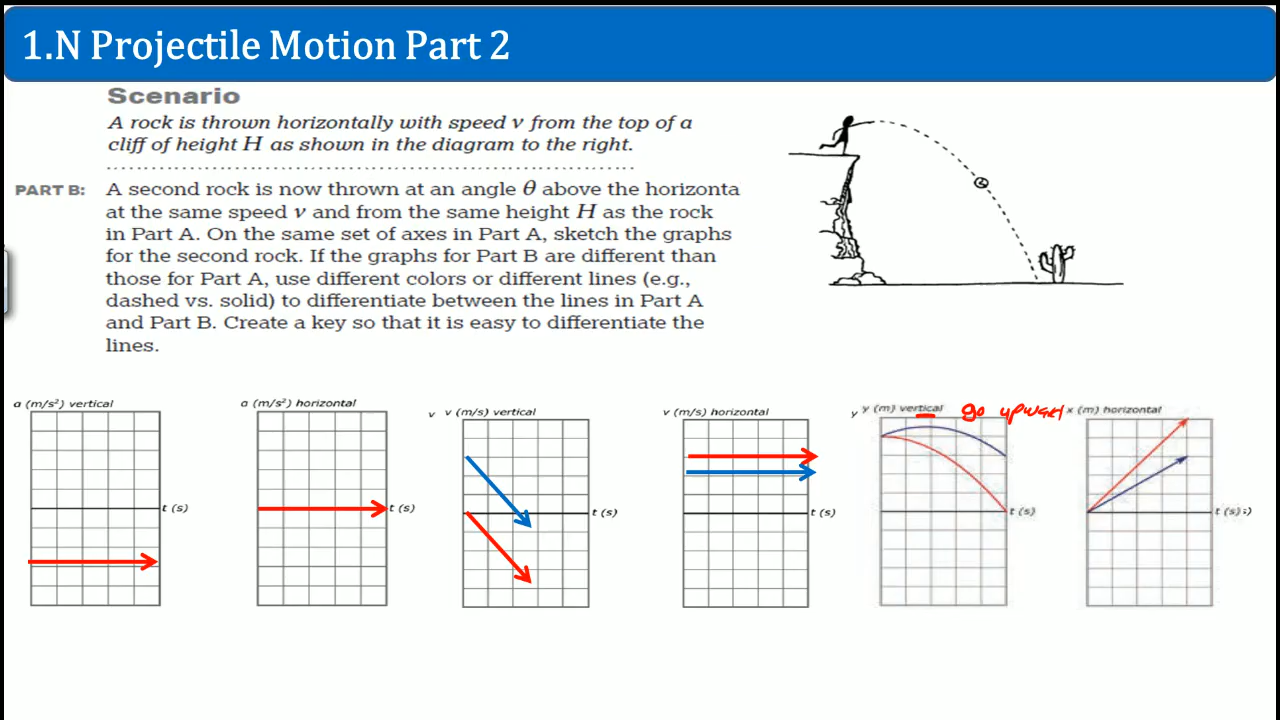 1.N Projectile Motion Part 2
Scenario
A rock is thrown horizontally with speed v from the top of a
cliff of height H as shown in the diagram to the right.
PART B:
A second rock is now thrown at an angle θ above the horizonta
at the same speed v and from the same height H as the rock
in Part A. On the same set of axes in Part A, sketch the graphs
for the second rock. If the graphs for Part B are different than
those for Part A, use different colors or different lines (e.g.,
dashed vs. solid) to differentiate between the lines in Part A
and Part B. Create a key so that it is easy to differentiate the
lines.
a (m/s²) vertical
t (s)
a (m/s²) horizontal
t (s)
v v (m/s) vertical
t (s)
v (m/s) horizontal
t (s)
y y (m) vertical
go upward
t (s)
x (m) horizontal
t (s) s)